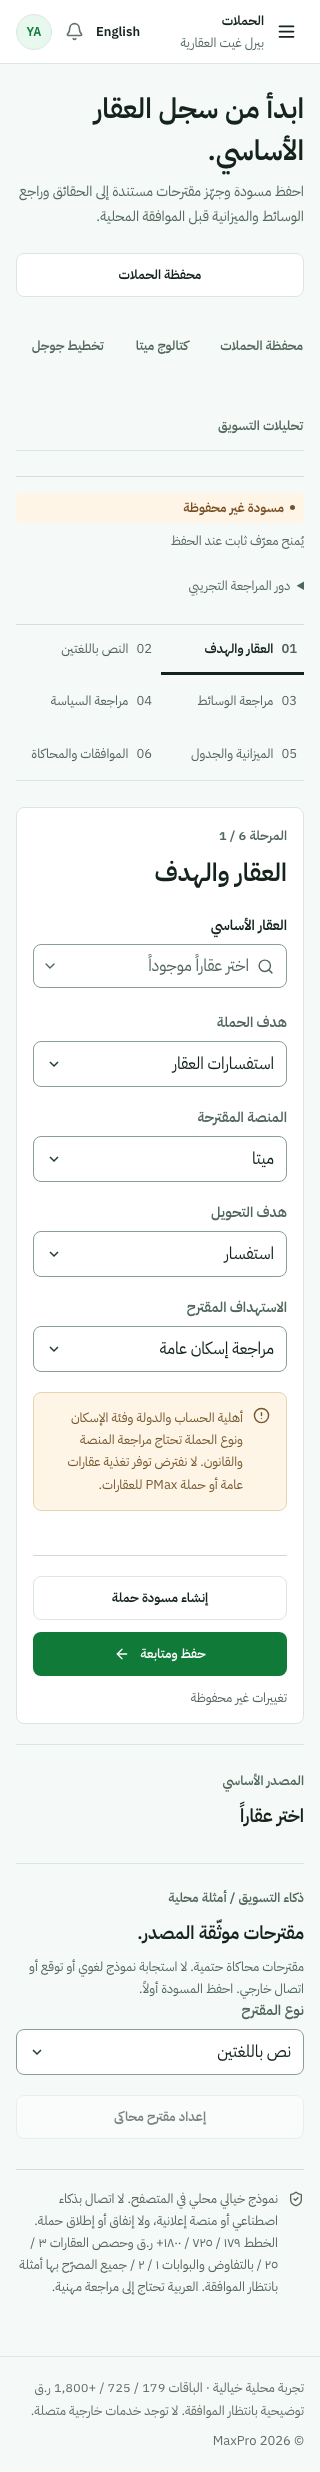 الحملات
بيرل غيت العقارية
English
YA
ابدأ من سجل العقار
الأساسي.
احفظ مسودة وجهّز مقترحات مستندة إلى الحقائق وراجع
الوسائط والميزانية قبل الموافقة المحلية.
محفظة الحملات
محفظة الحملات
كتالوج ميتا
تخطيط جوجل
تحليلات التسويق
مسودة غير محفوظة
يُمنح معرّف ثابت عند الحفظ
دور المراجعة التجريبي
01 العقار والهدف
02 النص باللغتين
03 مراجعة الوسائط
04 مراجعة السياسة
05 الميزانية والجدول
06 الموافقات والمحاكاة
المرحلة 6 / 1
العقار والهدف
العقار الأساسي
اختر عقاراً موجوداً
هدف الحملة
استفسارات العقار
المنصة المقترحة
ميتا
هدف التحويل
استفسار
الاستهداف المقترح
مراجعة إسكان عامة
أهلية الحساب والدولة وفئة الإسكان
ونوع الحملة تحتاج مراجعة المنصة
والقانون. لا نفترض توفر تغذية عقارات
عامة أو حملة PMax للعقارات.
إنشاء مسودة حملة
حفظ ومتابعة
تغييرات غير محفوظة
المصدر الأساسي
اختر عقاراً
ذكاء التسويق / أمثلة محلية
مقترحات موثّقة المصدر.
مقترحات محاكاة حتمية. لا استجابة نموذج لغوي أو توقع أو
اتصال خارجي. احفظ المسودة أولاً.
نوع المقترح
نص باللغتين
إعداد مقترح محاكى
نموذج خيالي محلي في المتصفح. لا اتصال بذكاء
اصطناعي أو منصة إعلانية، ولا إنفاق أو إطلاق حملة.
الخطط ١٧٩ / ٧٢٥ / ١٨٠٠+ ر.ق وحصص العقارات ٣ /
٢٥ / بالتفاوض والبوابات ١ / ٢ / جميع المصرّح بها أمثلة
بانتظار الموافقة. العربية تحتاج إلى مراجعة مهنية.
تجربة محلية خيالية · الباقات 179 / 725 / +1,800 ر.ق
توضيحية بانتظار الموافقة. لا توجد خدمات خارجية متصلة.
© 2026 MaxPro